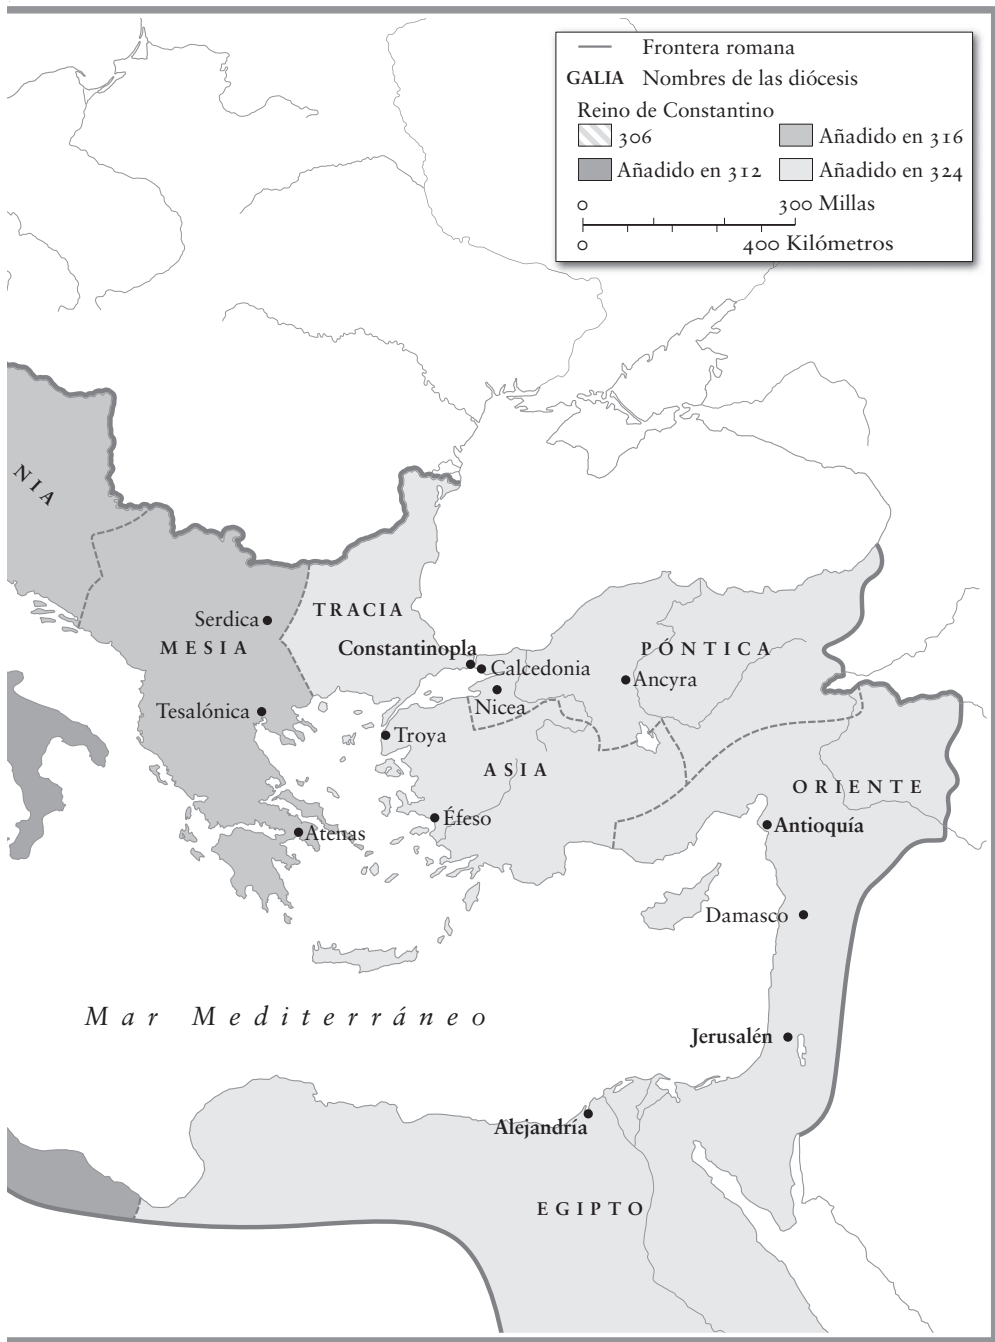 Frontera romana
GALIA Nombres de las diócesis
Reino de Constantino
306 Añadido en 316
Añadido en 312 Añadido en 324
0 300 Millas
0 400 Kilómetros
NIA
TRACIA
Serdica
MESIA
Constantinopla
PÓNTICA
Calcedonia
Ancyra
Nicea
Tesalónica
Troya
ASIA
ORIENTE
Éfeso
Antioquía
Atenas
Damasco
Mar Mediterráneo
Jerusalén
Alejandría
EGIPTO